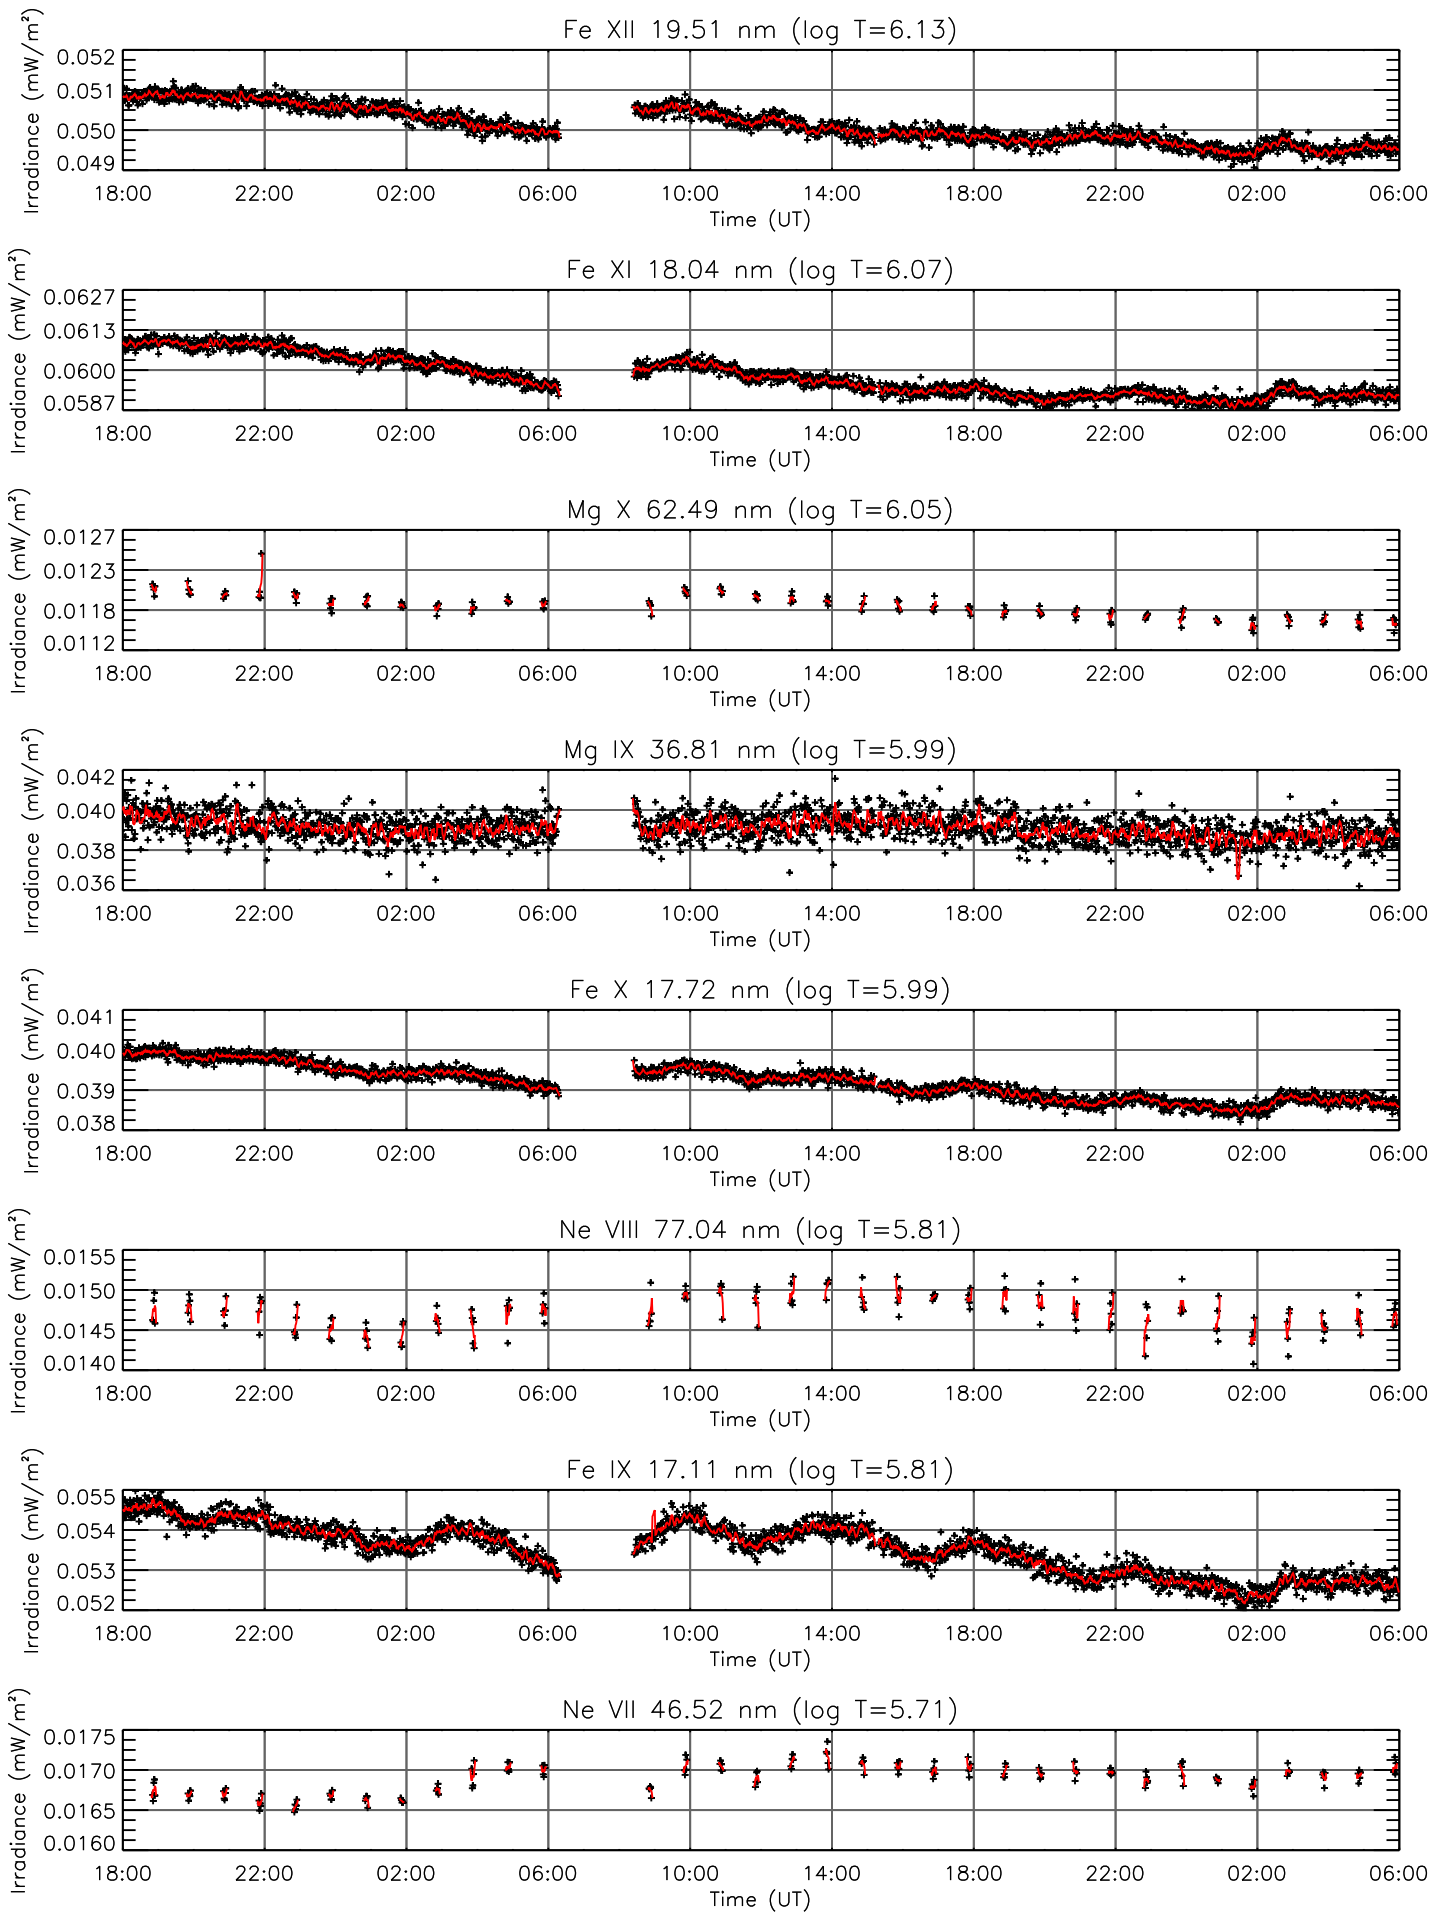 Fe XII 19.51 nm (log T=6.13)
Irradiance (mW/m²)
0.052
0.051
0.050
0.049
18:00 22:00 02:00 06:00 10:00 14:00 18:00 22:00 02:00 06:00
Time (UT)
Fe XI 18.04 nm (log T=6.07)
Irradiance (mW/m²)
0.0627
0.0613
0.0600
0.0587
18:00 22:00 02:00 06:00 10:00 14:00 18:00 22:00 02:00 06:00
Time (UT)
Mg X 62.49 nm (log T=6.05)
Irradiance (mW/m²)
0.0127
0.0123
0.0118
0.0112
18:00 22:00 02:00 06:00 10:00 14:00 18:00 22:00 02:00 06:00
Time (UT)
Mg IX 36.81 nm (log T=5.99)
Irradiance (mW/m²)
0.042
0.040
0.038
0.036
18:00 22:00 02:00 06:00 10:00 14:00 18:00 22:00 02:00 06:00
Time (UT)
Fe X 17.72 nm (log T=5.99)
Irradiance (mW/m²)
0.041
0.040
0.039
0.038
18:00 22:00 02:00 06:00 10:00 14:00 18:00 22:00 02:00 06:00
Time (UT)
Ne VIII 77.04 nm (log T=5.81)
Irradiance (mW/m²)
0.0155
0.0150
0.0145
0.0140
18:00 22:00 02:00 06:00 10:00 14:00 18:00 22:00 02:00 06:00
Time (UT)
Fe IX 17.11 nm (log T=5.81)
Irradiance (mW/m²)
0.055
0.054
0.053
0.052
18:00 22:00 02:00 06:00 10:00 14:00 18:00 22:00 02:00 06:00
Time (UT)
Ne VII 46.52 nm (log T=5.71)
Irradiance (mW/m²)
0.0175
0.0170
0.0165
0.0160
18:00 22:00 02:00 06:00 10:00 14:00 18:00 22:00 02:00 06:00
Time (UT)